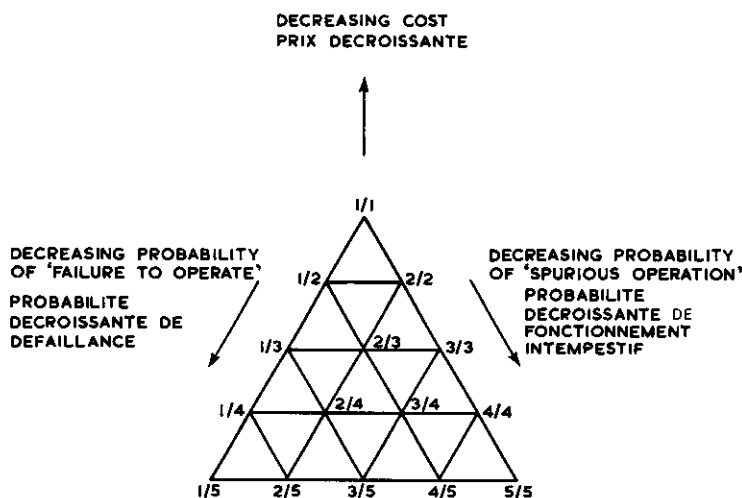 DECREASING COST
PRIX DECROISSANTE
1/1
DECREASING PROBABILITY
OF 'FAILURE TO OPERATE'
PROBABILITE
DECROISSANTE DE
DEFAILLANCE
DECREASING PROBABILITY
OF 'SPURIOUS OPERATION'
PROBABILITE
DECROISSANTE DE
FONCTIONNEMENT
INTEMPESTIF
1/2 2/2
1/3 2/3 3/3
1/4 2/4 3/4 4/4
1/5 2/5 3/5 4/5 5/5